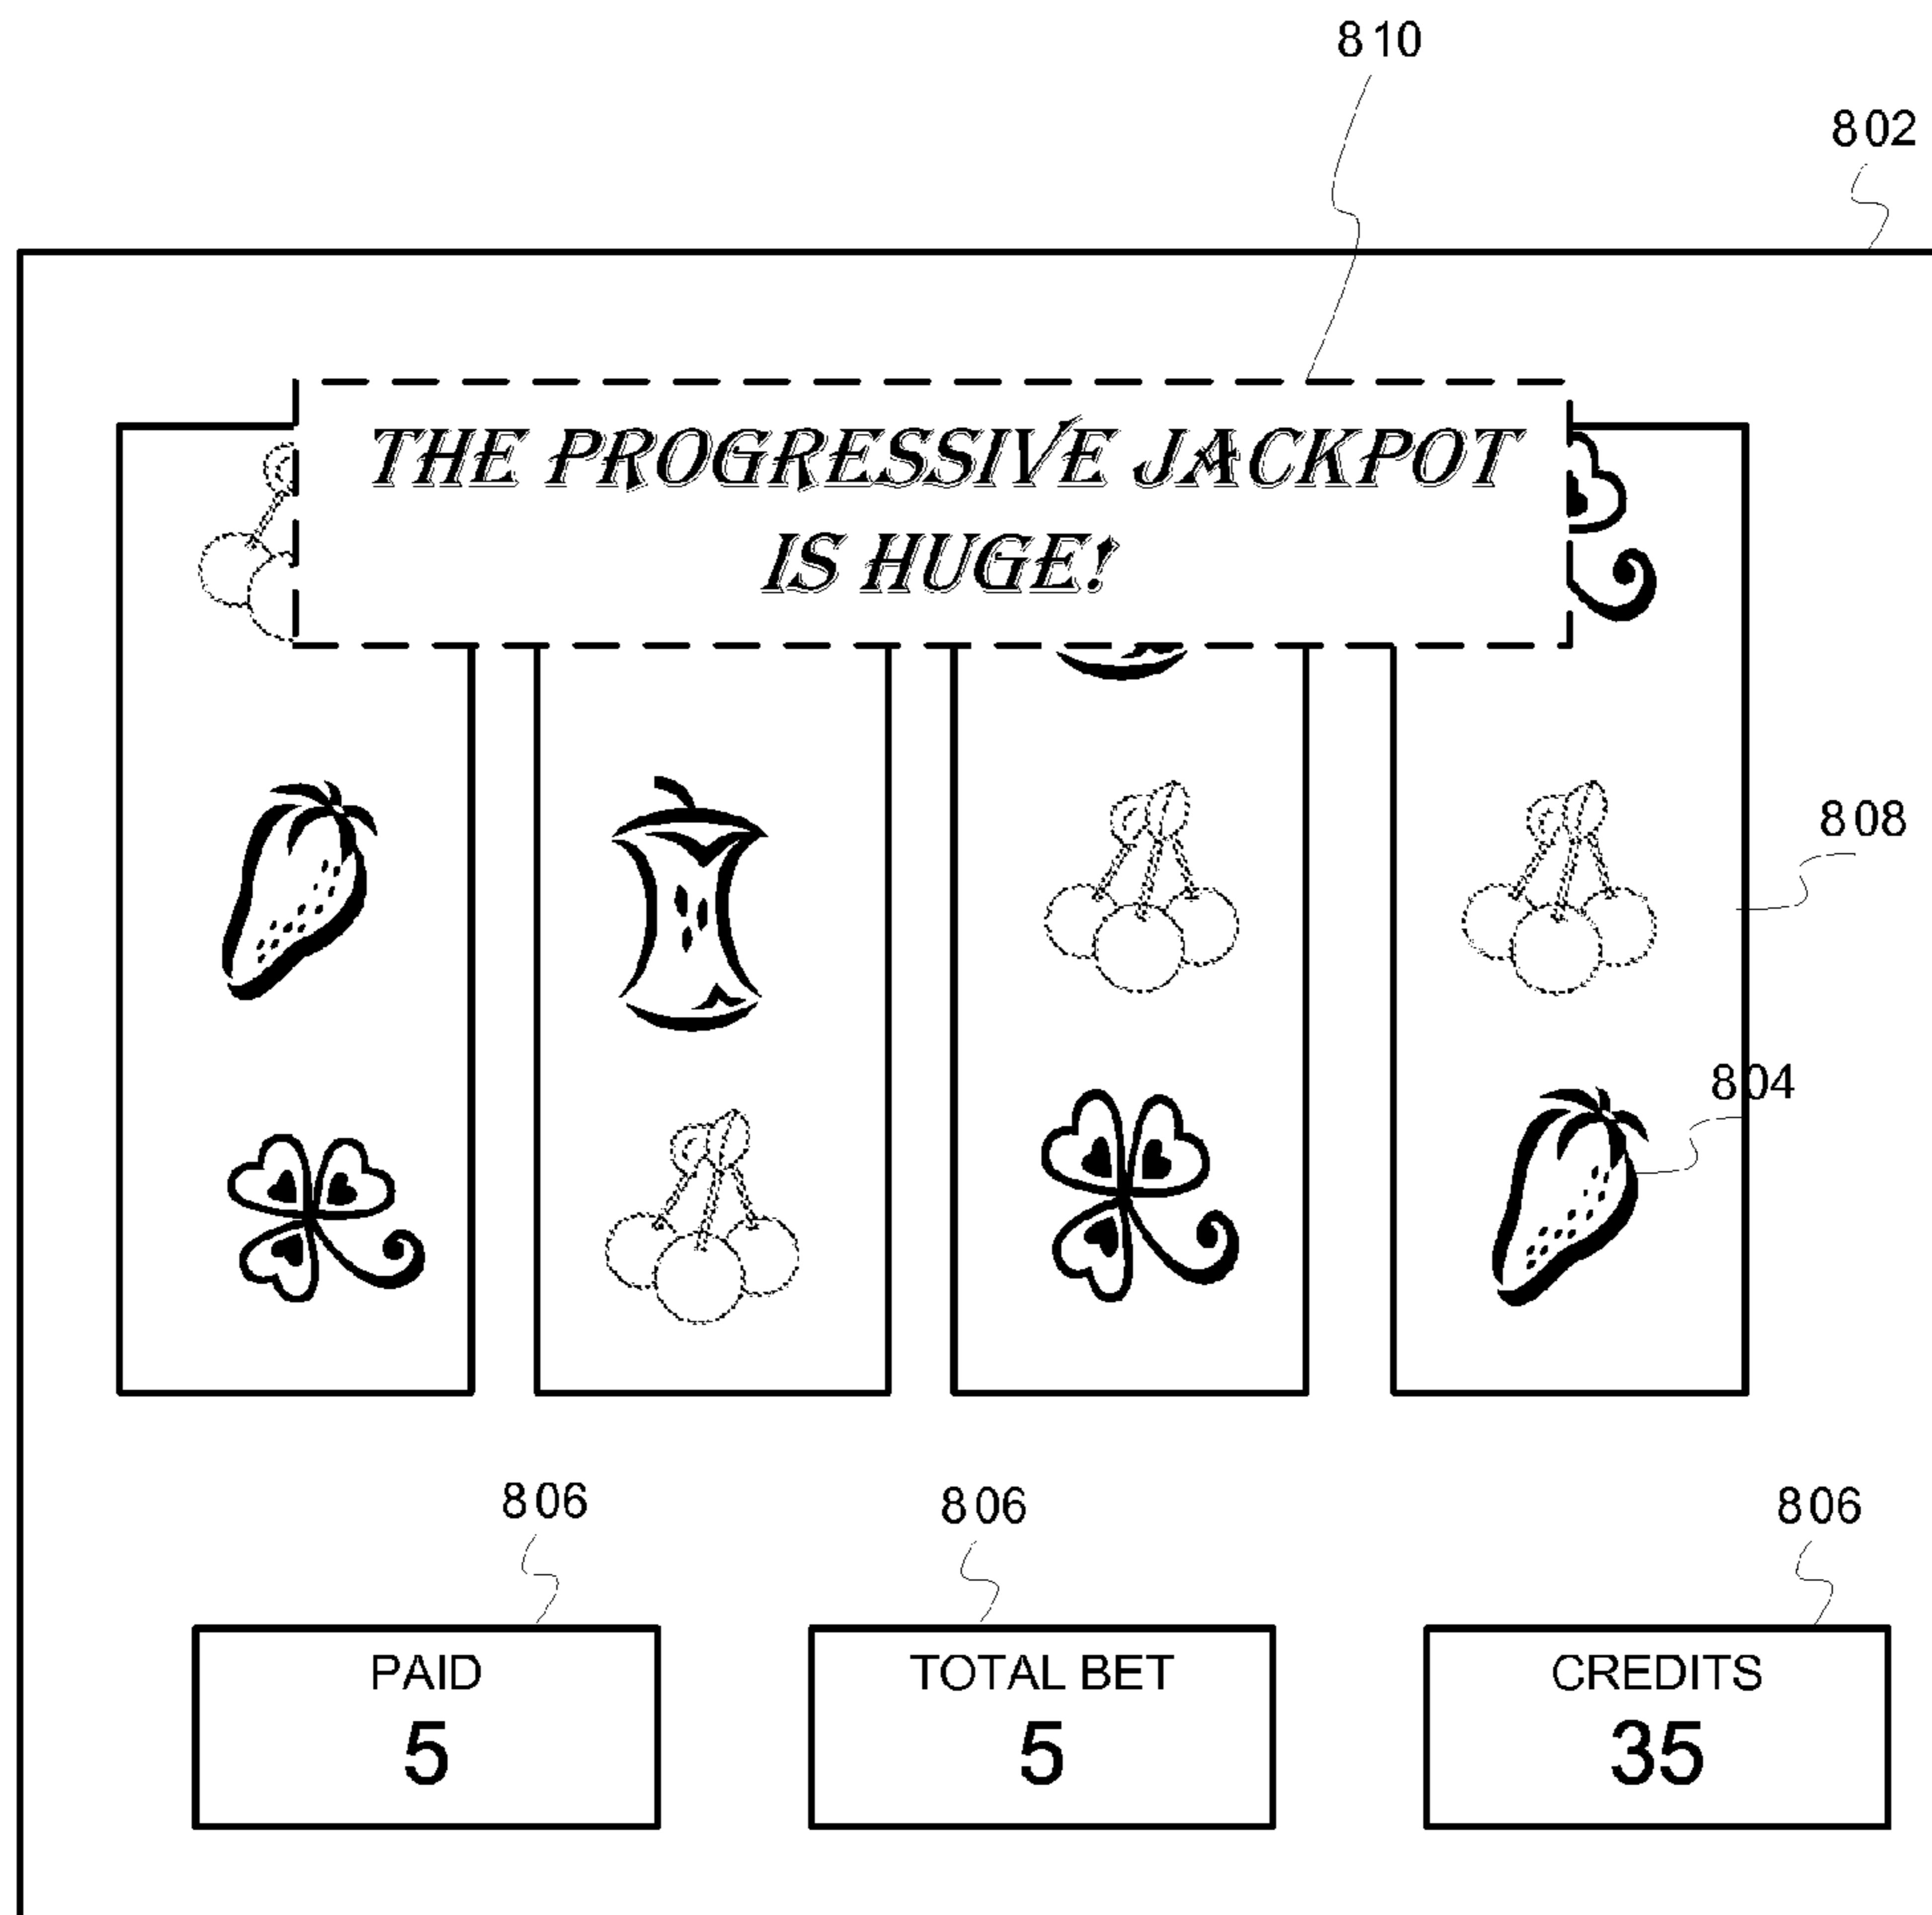 810
802
THE PROGRESSIVE JACKPOT
IS HUGE!
808
804
806
806
806
PAID
5
TOTAL BET
5
CREDITS
35